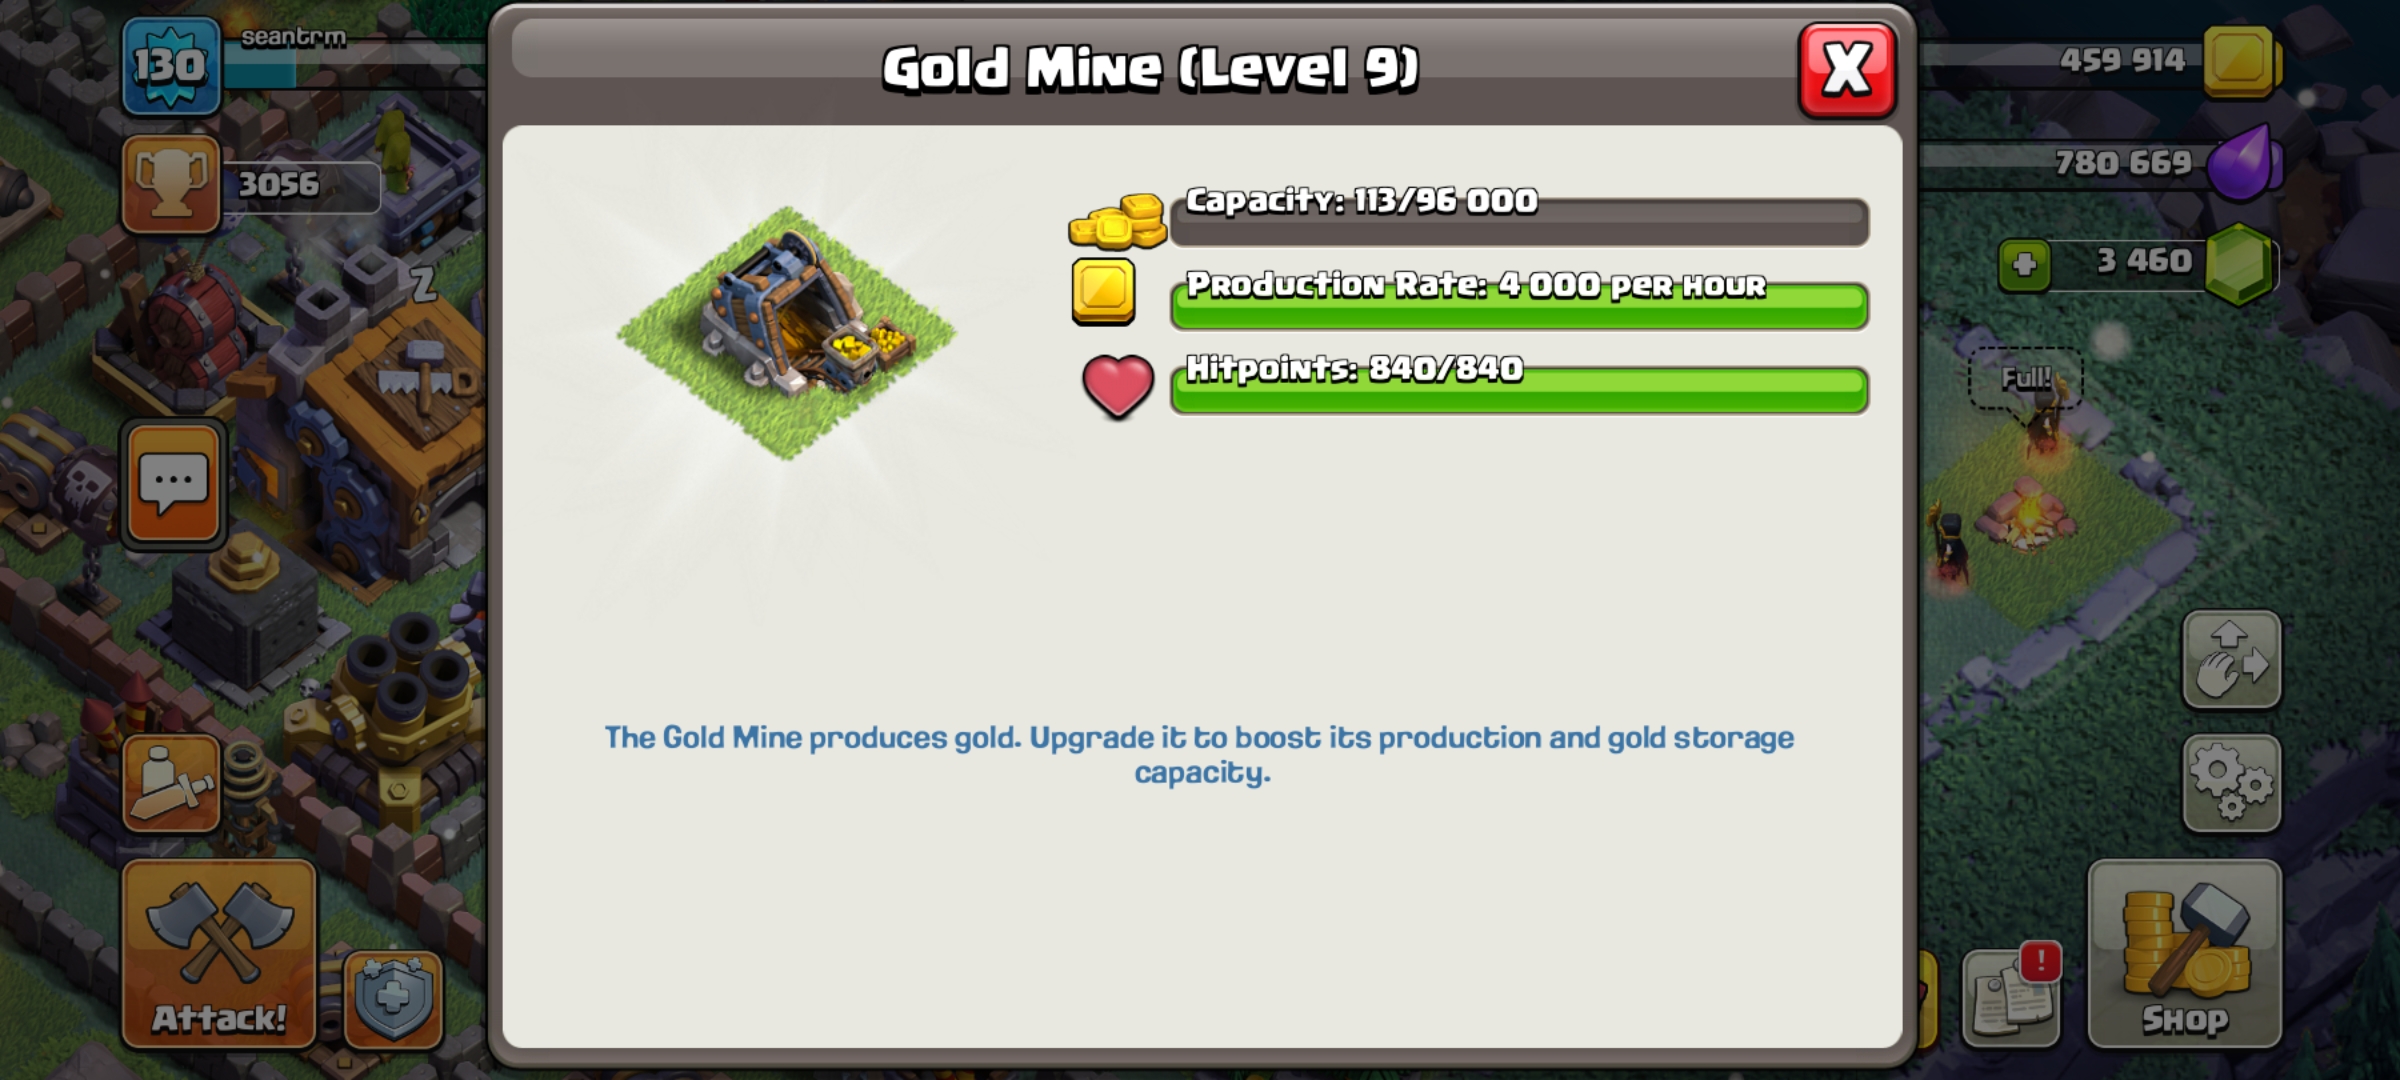 130
seantrm
3056
Z
Attack!
Gold Mine (Level 9)
X
Capacity: 113/96 000
Production Rate: 4 000 per hour
Hitpoints: 840/840
The Gold Mine produces gold. Upgrade it to boost its production and gold storage
capacity.
459 914
780 669
3 460
Full!
!
Shop